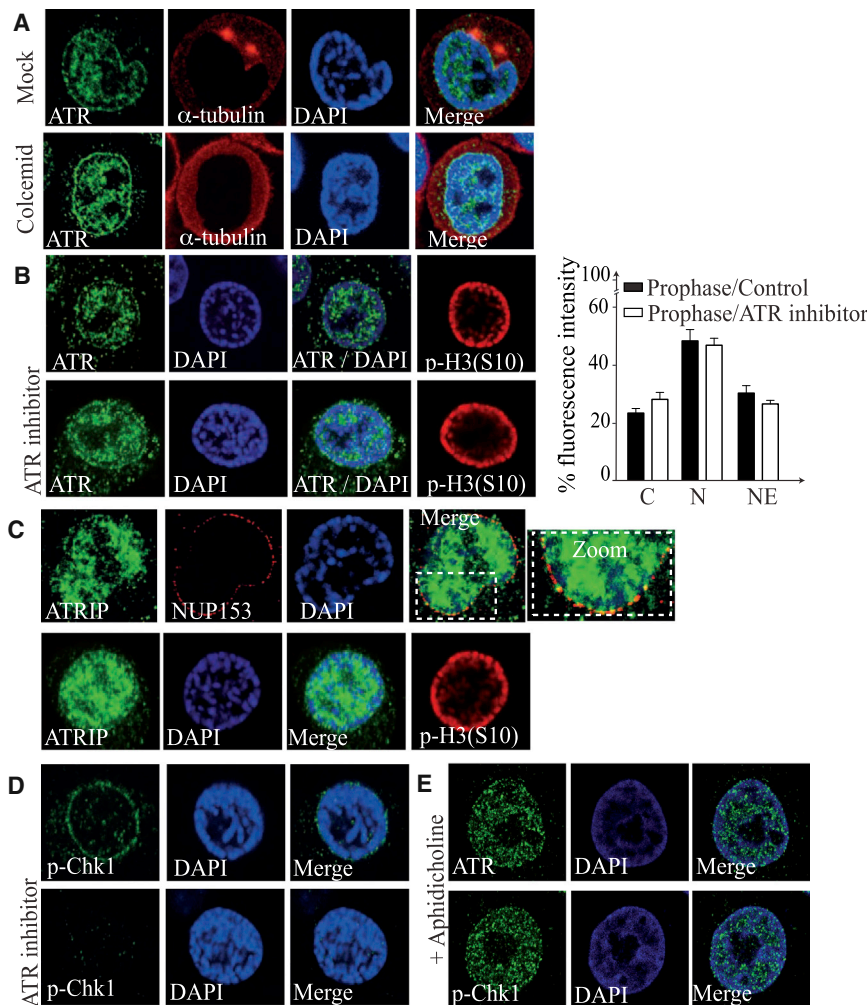 A
Mock
ATR
α-tubulin
DAPI
Merge
Colcemid
ATR
α-tubulin
DAPI
Merge
B
ATR
DAPI
ATR / DAPI
p-H3(S10)
ATR inhibitor
ATR
DAPI
ATR / DAPI
p-H3(S10)
% fluorescence intensity
100
60
40
20
0
Prophase/Control
Prophase/ATR inhibitor
C N NE
C
ATRIP
NUP153
DAPI
Merge
Zoom
ATRIP
DAPI
Merge
p-H3(S10)
D
p-Chk1
DAPI
Merge
ATR inhibitor
p-Chk1
DAPI
Merge
E
+ Aphidicholine
ATR
DAPI
Merge
p-Chk1
DAPI
Merge